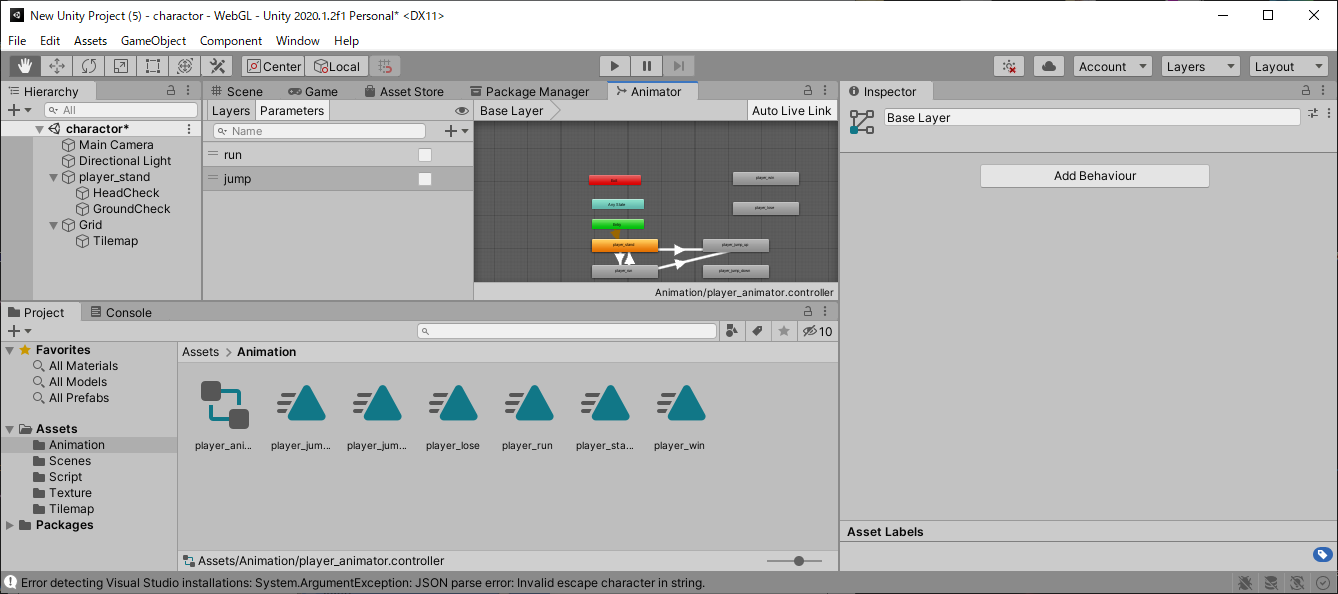 New Unity Project (5) - charactor - WebGL - Unity 2020.1.2f1 Personal* <DX11>
File Edit Assets GameObject Component Window Help
Center Local Account Layers Layout
Hierarchy
All
charactor*
Main Camera
Directional Light
player_stand
HeadCheck
GroundCheck
Grid
Tilemap
Scene Game Asset Store Package Manager Animator
Layers Parameters
Name
run
jump
Base Layer Auto Live Link
Exit
Any State
Entry
player_stand
player_run
player_win
player_lose
player_jump_up
player_jump_down
Animation/player_animator.controller
Inspector
Base Layer
Add Behaviour
Asset Labels
Project Console
10
Favorites
All Materials
All Models
All Prefabs
Assets
Animation
Scenes
Script
Texture
Tilemap
Packages
Assets > Animation
player_ani... player_jum... player_jum... player_lose player_run player_sta... player_win
Assets/Animation/player_animator.controller
Error detecting Visual Studio installations: System.ArgumentException: JSON parse error: Invalid escape character in string.